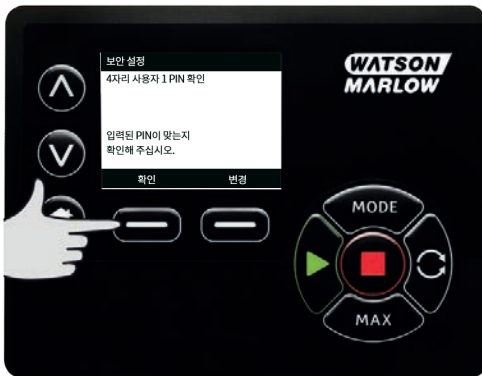 보안 설정
4자리 사용자 1 PIN 확인
입력된 PIN이 맞는지
확인해 주십시오.
확인 변경
WATSON
MARLOW
MODE
MAX